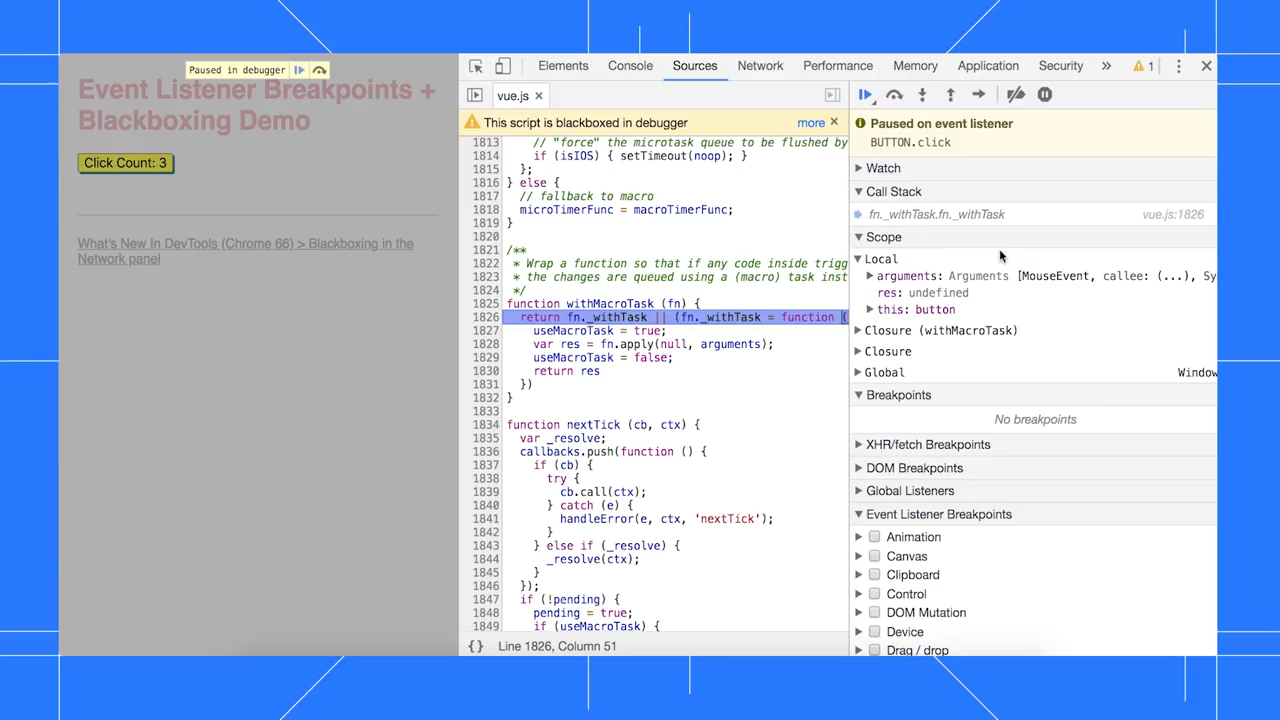 Paused in debugger
Event Listener Breakpoints +
Blackboxing Demo
Click Count: 3
What's New In DevTools (Chrome 66) > Blackboxing in the
Network panel
Elements Console Sources Network Performance Memory Application Security » 1
vue.js ×
This script is blackboxed in debugger more ×
1813 // "force" the microtask queue to be flushed by
1814 if (isIOS) { setTimeout(noop); }
1815 };
1816 } else {
1817 // fallback to macro
1818 microTimerFunc = macroTimerFunc;
1819 }
1820
1821 /**
1822 * Wrap a function so that if any code inside trigg
1823 * the changes are queued using a (macro) task inst
1824 */
1825 function withMacroTask (fn) {
1826 return fn._withTask || (fn._withTask = function (
1827 useMacroTask = true;
1828 var res = fn.apply(null, arguments);
1829 useMacroTask = false;
1830 return res
1831 })
1832 }
1833
1834 function nextTick (cb, ctx) {
1835 var _resolve;
1836 callbacks.push(function () {
1837 if (cb) {
1838 try {
1839 cb.call(ctx);
1840 } catch (e) {
1841 handleError(e, ctx, 'nextTick');
1842 }
1843 } else if (_resolve) {
1844 _resolve(ctx);
1845 }
1846 });
1847 if (!pending) {
1848 pending = true;
1849 if (useMacroTask) {
{} Line 1826, Column 51
Paused on event listener
BUTTON.click
Watch
Call Stack
fn._withTask.fn._withTask vue.js:1826
Scope
Local
arguments: Arguments [MouseEvent, callee: (...), Sy
res: undefined
this: button
Closure (withMacroTask)
Closure
Global Window
Breakpoints
No breakpoints
XHR/fetch Breakpoints
DOM Breakpoints
Global Listeners
Event Listener Breakpoints
Animation
Canvas
Clipboard
Control
DOM Mutation
Device
Drag / drop